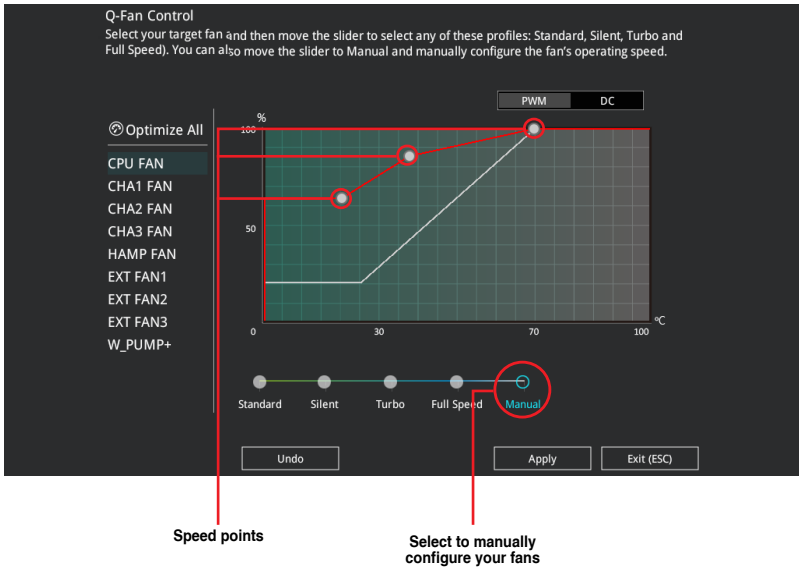 Q-Fan Control
Select your target fan and then move the slider to select any of these profiles: Standard, Silent, Turbo and
Full Speed). You can also move the slider to Manual and manually configure the fan's operating speed.
PWM DC
Optimize All
%
100
CPU FAN
CHA1 FAN
CHA2 FAN
CHA3 FAN
50
HAMP FAN
EXT FAN1
EXT FAN2
EXT FAN3
W_PUMP+
0 30 70 100 ºC
Standard Silent Turbo Full Speed Manual
Undo Apply Exit (ESC)
Speed points
Select to manually
configure your fans